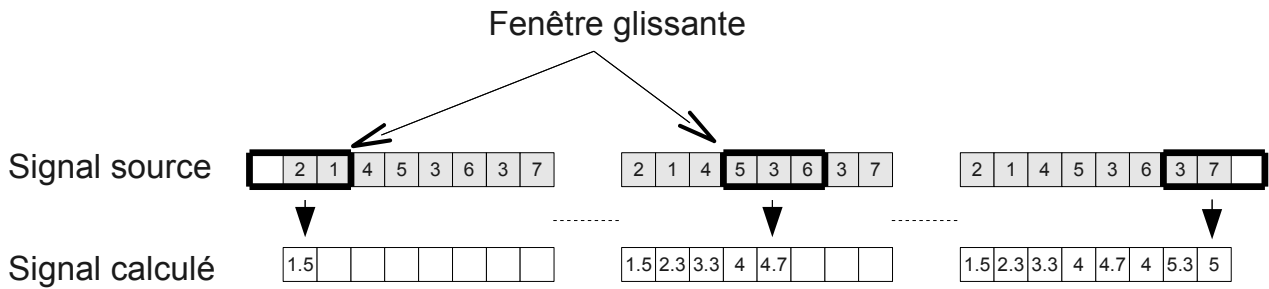 Fenêtre glissante
Signal source 2 1 4 5 3 6 3 7 2 1 4 5 3 6 3 7 2 1 4 5 3 6 3 7
Signal calculé 1.5 1.5 2.3 3.3 4 4.7 1.5 2.3 3.3 4 4.7 4 5.3 5